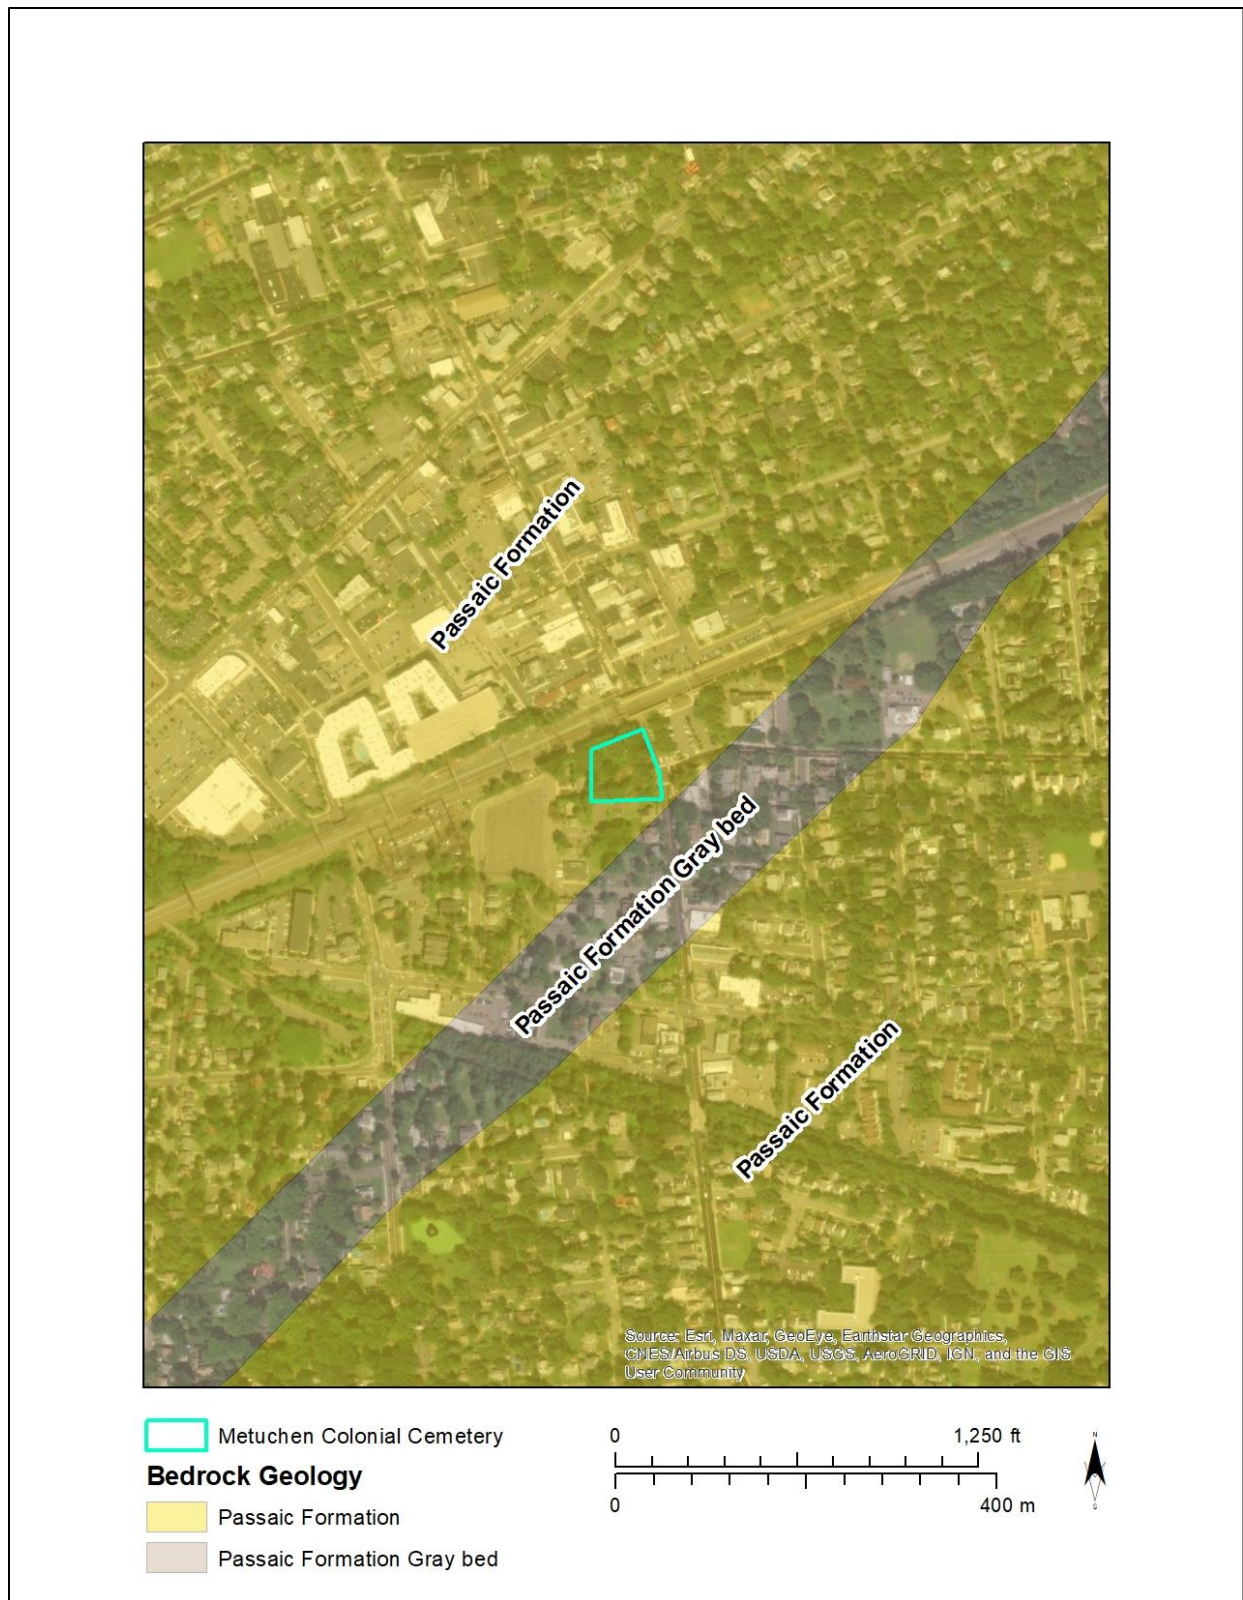 Passaic Formation
Passaic Formation Gray bed
Passaic Formation
Source: Esri, Maxar, GeoEye, Earthstar Geographics,
CNES/Airbus DS, USDA, USGS, AeroGRID, IGN, and the GIS
User Community
Metuchen Colonial Cemetery
Bedrock Geology
Passaic Formation
Passaic Formation Gray bed
0 1,250 ft
0 400 m
N
S